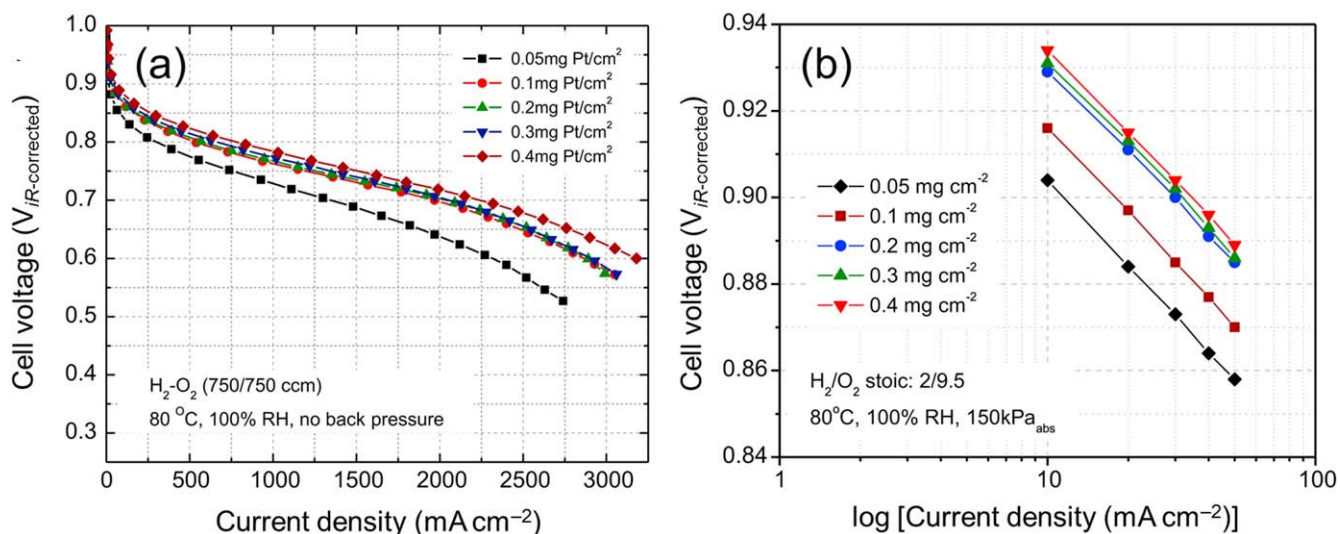 (a)
Cell voltage (V_iR-corrected)
1.0
0.9
0.8
0.7
0.6
0.5
0.4
0.3
0.05mg Pt/cm²
0.1mg Pt/cm²
0.2mg Pt/cm²
0.3mg Pt/cm²
0.4mg Pt/cm²
H₂-O₂ (750/750 ccm)
80 °C, 100% RH, no back pressure
0 500 1000 1500 2000 2500 3000
Current density (mA cm⁻²)
(b)
Cell voltage (V_iR-corrected)
0.94
0.92
0.90
0.88
0.86
0.84
0.05 mg cm⁻²
0.1 mg cm⁻²
0.2 mg cm⁻²
0.3 mg cm⁻²
0.4 mg cm⁻²
H₂/O₂ stoic: 2/9.5
80°C, 100% RH, 150kPa_abs
1 10 100
log [Current density (mA cm⁻²)]